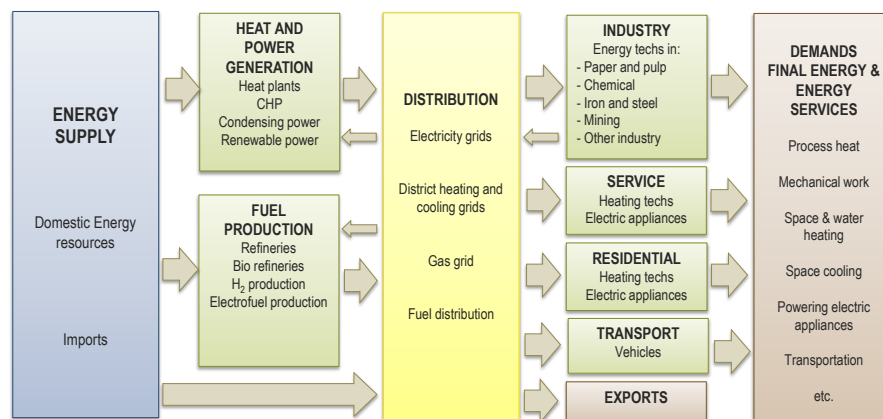 ENERGY
SUPPLY
Domestic Energy
resources
Imports
HEAT AND
POWER
GENERATION
Heat plants
CHP
Condensing power
Renewable power
FUEL
PRODUCTION
Refineries
Bio refineries
H₂ production
Electrofuel production
DISTRIBUTION
Electricity grids
District heating and
cooling grids
Gas grid
Fuel distribution
INDUSTRY
Energy techs in:
- Paper and pulp
- Chemical
- Iron and steel
- Mining
- Other industry
SERVICE
Heating techs
Electric appliances
RESIDENTIAL
Heating techs
Electric appliances
TRANSPORT
Vehicles
EXPORTS
DEMANDS
FINAL ENERGY &
ENERGY
SERVICES
Process heat
Mechanical work
Space & water
heating
Space cooling
Powering electric
appliances
Transportation
etc.